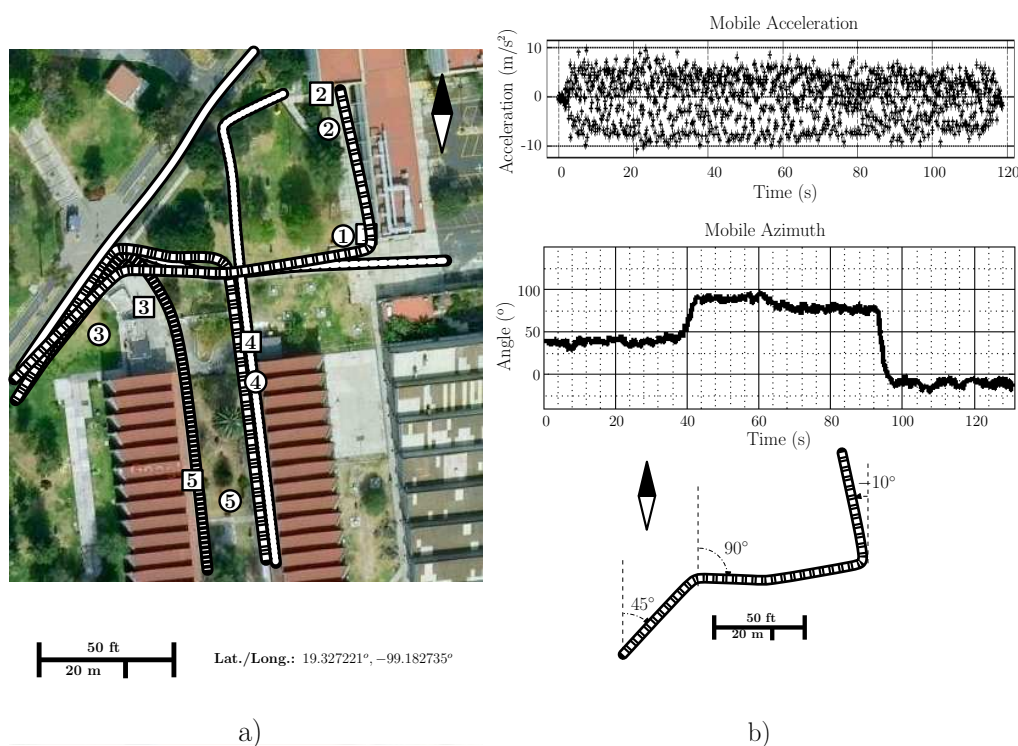 2
2
1
3
3
4
4
5
5
50 ft
20 m
Lat./Long.: 19.327221°, −99.182735°
a)
Mobile Acceleration
Acceleration (m/s²)
10
0
-10
0 20 40 60 80 100 120
Time (s)
Mobile Azimuth
Angle (°)
100
50
0
0 20 40 60 80 100 120
Time (s)
−10°
90°
45°
50 ft
20 m
b)